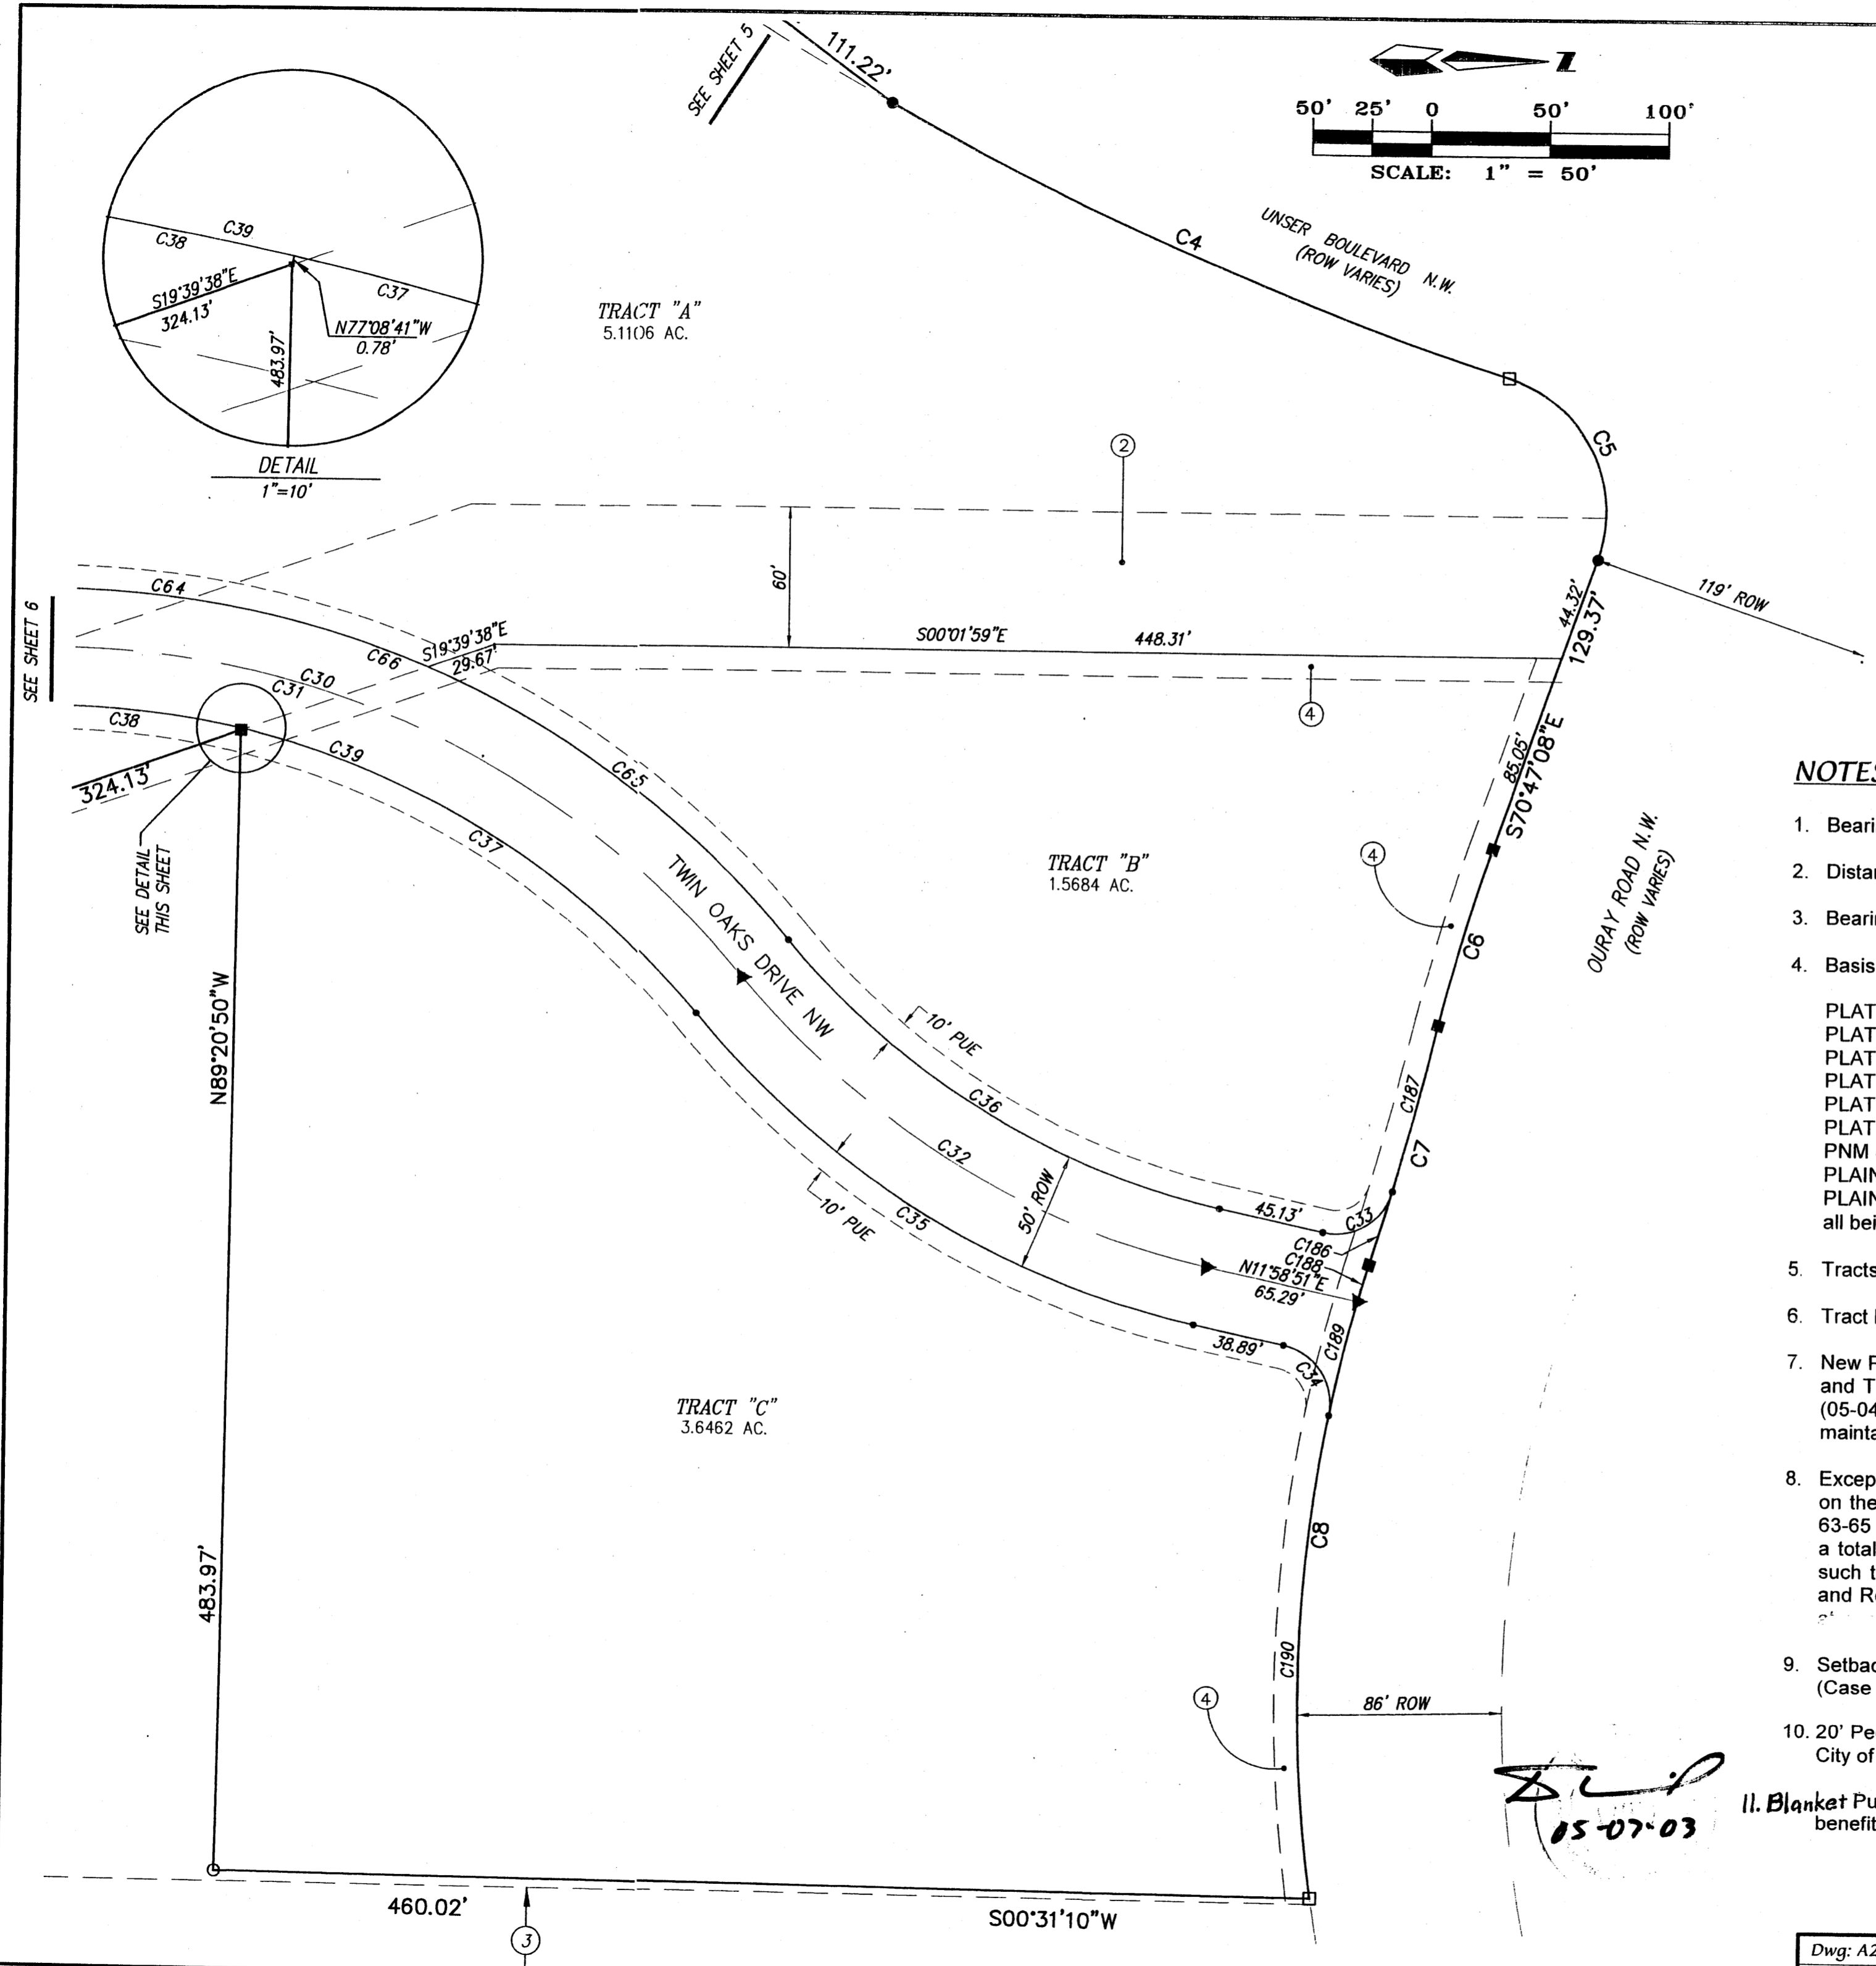 SEE SHEET 5
111.22'
Z
50' 25' 0 50' 100'
SCALE: 1" = 50'
C4
UNSER BOULEVARD N.W.
(ROW VARIES)
C39
C38
C37
S19°39'38"E
324.13'
N77°08'41"W
0.78'
483.97'
DETAIL
1"=10'
TRACT "A"
5.1106 AC.
C5
2
60'
S00°01'59"E 448.31'
44.32'
129.37'
119' ROW
SEE SHEET 6
C64
C66
S19°39'38"E
29.67'
C30
C31
C38
C39
324.13'
SEE DETAIL
THIS SHEET
C65
C37
4
85.05'
S70°47'08"E
TRACT "B"
1.5684 AC.
4
C6
OURAY ROAD N.W.
(ROW VARIES)
TWIN OAKS DRIVE NW
10' PUE
C36
C32
C35
10' PUE
50' ROW
C187
C7
45.13'
C33
C186
C188
N11°58'51"E
65.29'
C189
38.89'
C34
N89°20'50"W
483.97'
TRACT "C"
3.6462 AC.
C8
C190
4
86' ROW
460.02'
S00°31'10"W
3
NOTES
1. Beari
2. Distar
3. Bearin
4. Basis
PLAT
PLAT
PLAT
PLAT
PLAT
PLAT
PNM
PLAIN
PLAIN
all bei
5. Tracts
6. Tract
7. New P
and T
(05-04
mainta
8. Excep
on the
63-65
a total
such t
and R
9. Setbac
(Case
10. 20' Pe
City of
11. Blanket Pu
benefit
05-07-03
Dwg: A2